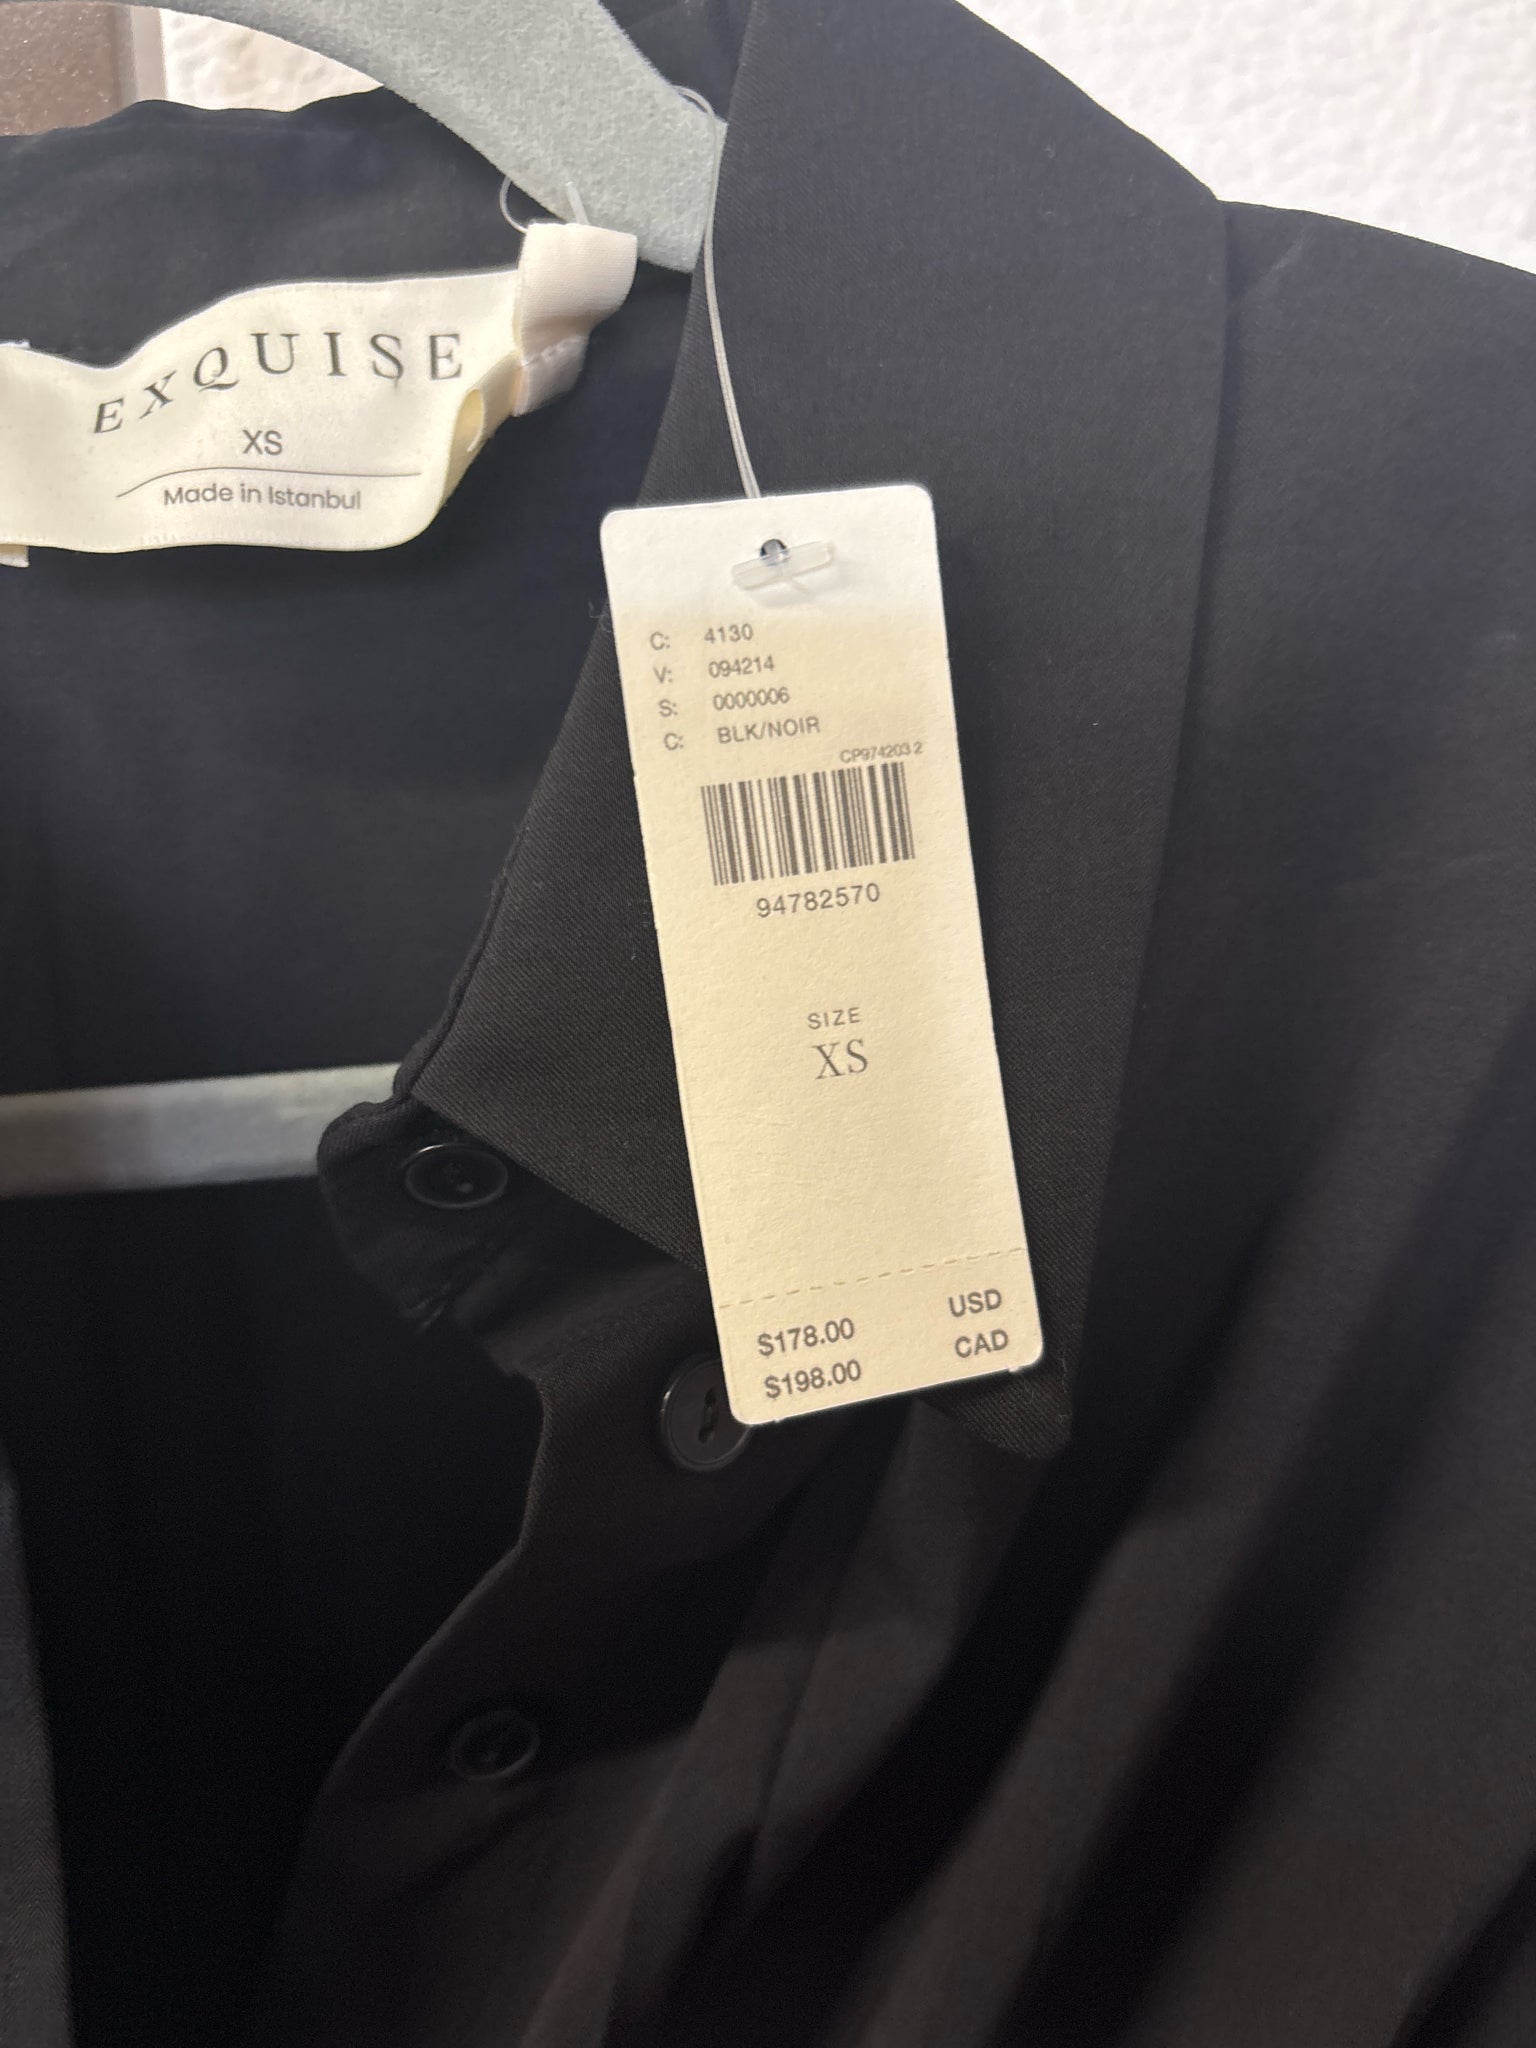 EXQUISE
XS
Made in Istanbul
C: 4130
V: 094214
S: 0000006
C: BLK/NOIR
CP974203 2
94782570
SIZE
XS
$178.00 USD
$198.00 CAD